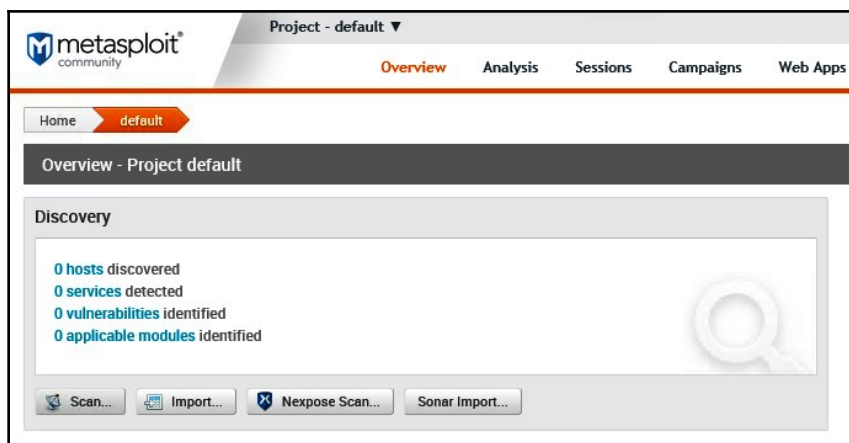 Project - default ▼
metasploit®
community
Overview Analysis Sessions Campaigns Web Apps
Home default
Overview - Project default
Discovery
0 hosts discovered
0 services detected
0 vulnerabilities identified
0 applicable modules identified
Scan... Import... Nexpose Scan... Sonar Import...